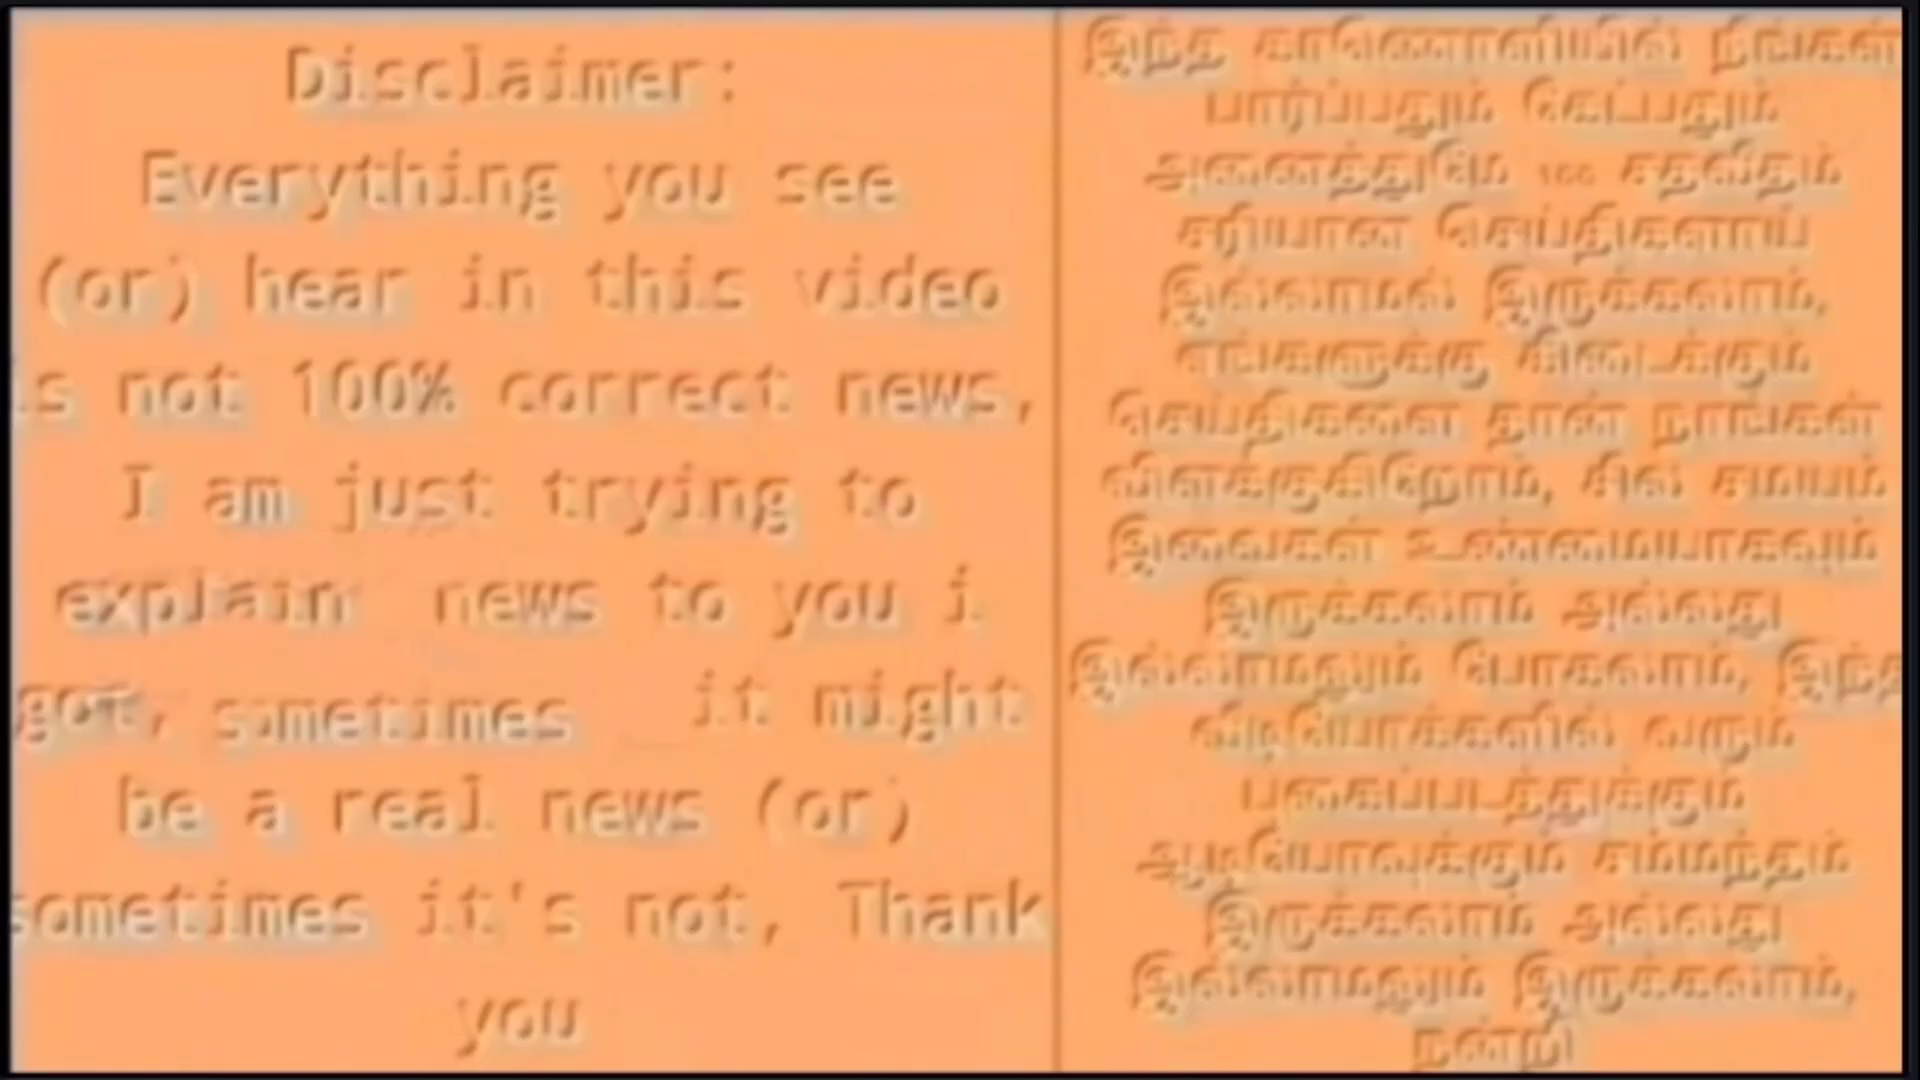 Disclaimer:
Everything you see
(or) hear in this video
is not 100% correct news,
I am just trying to
explain news to you i
got, sometimes it might
be a real news (or)
sometimes it's not, Thank
you
இந்த காணொளியில் நீங்கள்
பார்ப்பதும் கேட்பதும்
அனைத்துமே 100 சதவீதம்
சரியான செய்திகளாய்
இல்லாமல் இருக்கலாம்,
எங்களுக்கு கிடைக்கும்
செய்திகளை தான் நாங்கள்
விளக்குகிறோம், சில சமயம்
இவைகள் உண்மையாகவும்
இருக்கலாம் அல்லது
இல்லாமலும் போகலாம், இந்த
வீடியோக்களில் வரும்
புகைப்படத்துக்கும்
ஆடியோவுக்கும் சம்மந்தம்
இருக்கலாம் அல்லது
இல்லாமலும் இருக்கலாம்,
நன்றி